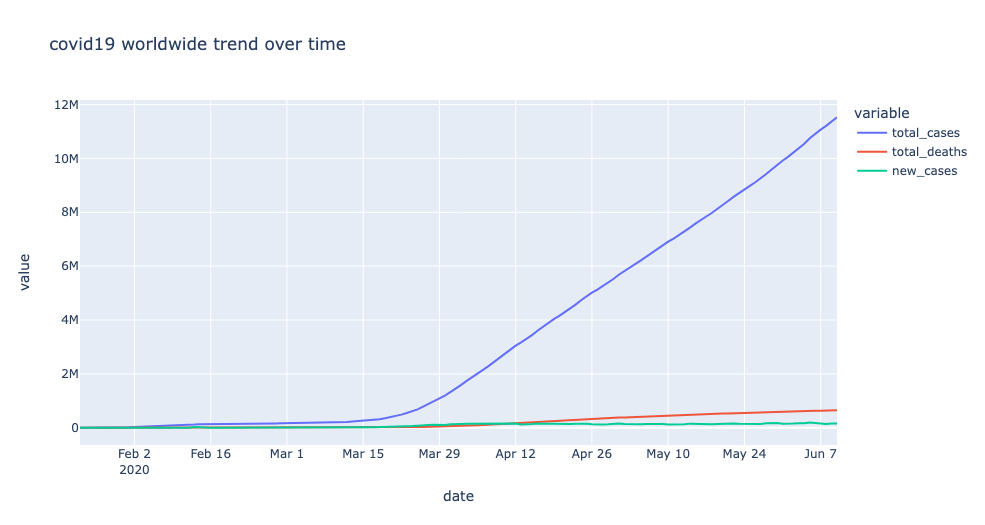 covid19 worldwide trend over time
12M
10M
8M
6M
4M
2M
0
value
Feb 2
2020
Feb 16
Mar 1
Mar 15
Mar 29
Apr 12
Apr 26
May 10
May 24
Jun 7
date
variable
total_cases
total_deaths
new_cases